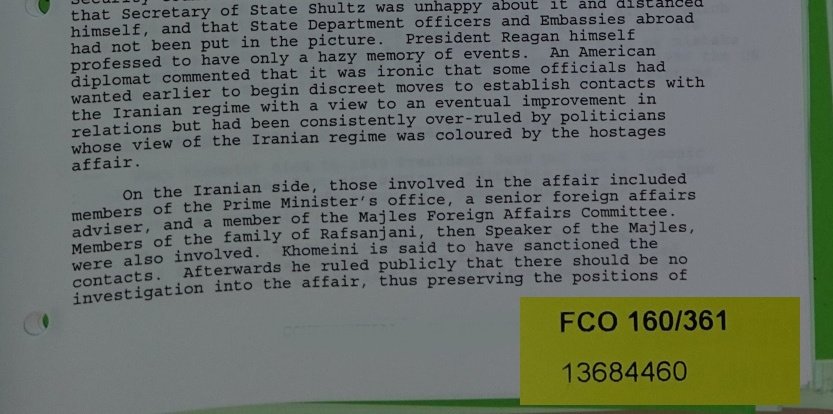 that Secretary of State Shultz was unhappy about it and distanced
himself, and that State Department officers and Embassies abroad
had not been put in the picture. President Reagan himself
professed to have only a hazy memory of events. An American
diplomat commented that it was ironic that some officials had
wanted earlier to begin discreet moves to establish contacts with
the Iranian regime with a view to an eventual improvement in
relations but had been consistently over-ruled by politicians
whose view of the Iranian regime was coloured by the hostages
affair.
On the Iranian side, those involved in the affair included
members of the Prime Minister's office, a senior foreign affairs
adviser, and a member of the Majles Foreign Affairs Committee.
Members of the family of Rafsanjani, then Speaker of the Majles,
were also involved. Khomeini is said to have sanctioned the
contacts. Afterwards he ruled publicly that there should be no
investigation into the affair, thus preserving the positions of
FCO 160/361
13684460